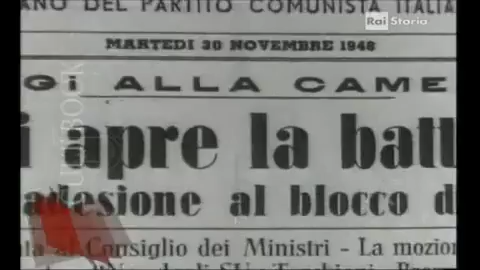 ANO DEL PARTITO COMUNISTA ITALIA
Rai Storia
MARTEDI 30 NOVEMBRE 1948
GI ALLA CAME
i apre la batt
adesione al blocco d
al Consiglio dei Ministri - La mozion